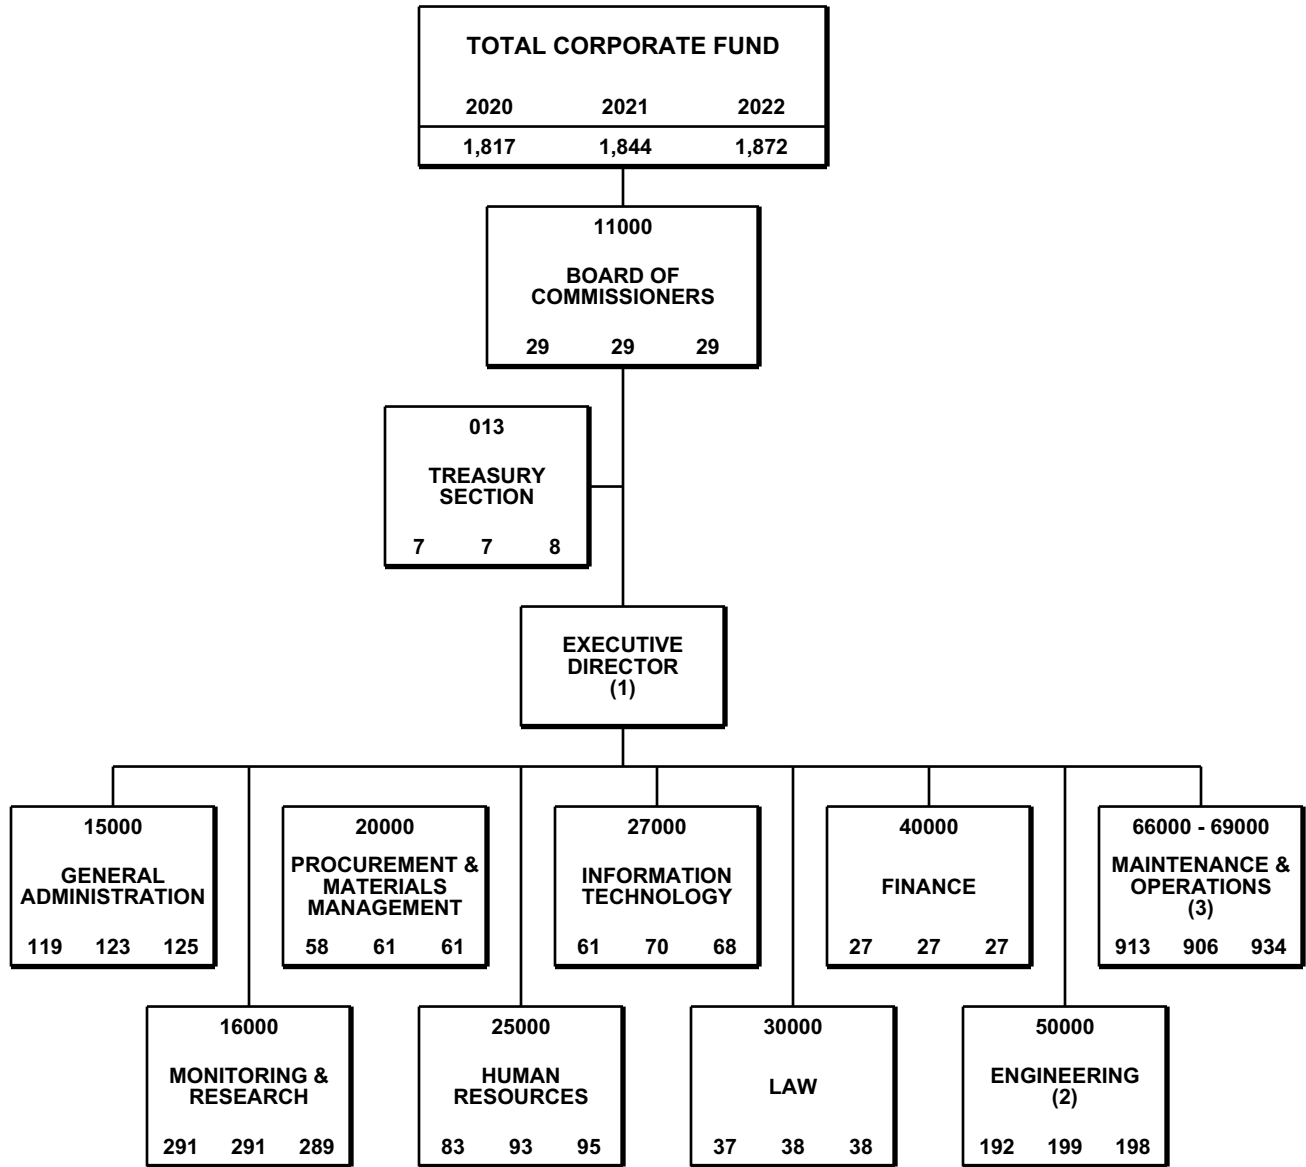 TOTAL CORPORATE FUND
2020 2021 2022
1,817 1,844 1,872
11000
BOARD OF
COMMISSIONERS
29 29 29
013
TREASURY
SECTION
7 7 8
EXECUTIVE
DIRECTOR
(1)
15000
GENERAL
ADMINISTRATION
119 123 125
20000
PROCUREMENT &
MATERIALS
MANAGEMENT
58 61 61
27000
INFORMATION
TECHNOLOGY
61 70 68
40000
FINANCE
27 27 27
66000 - 69000
MAINTENANCE &
OPERATIONS
(3)
913 906 934
16000
MONITORING &
RESEARCH
291 291 289
25000
HUMAN
RESOURCES
83 93 95
30000
LAW
37 38 38
50000
ENGINEERING
(2)
192 199 198